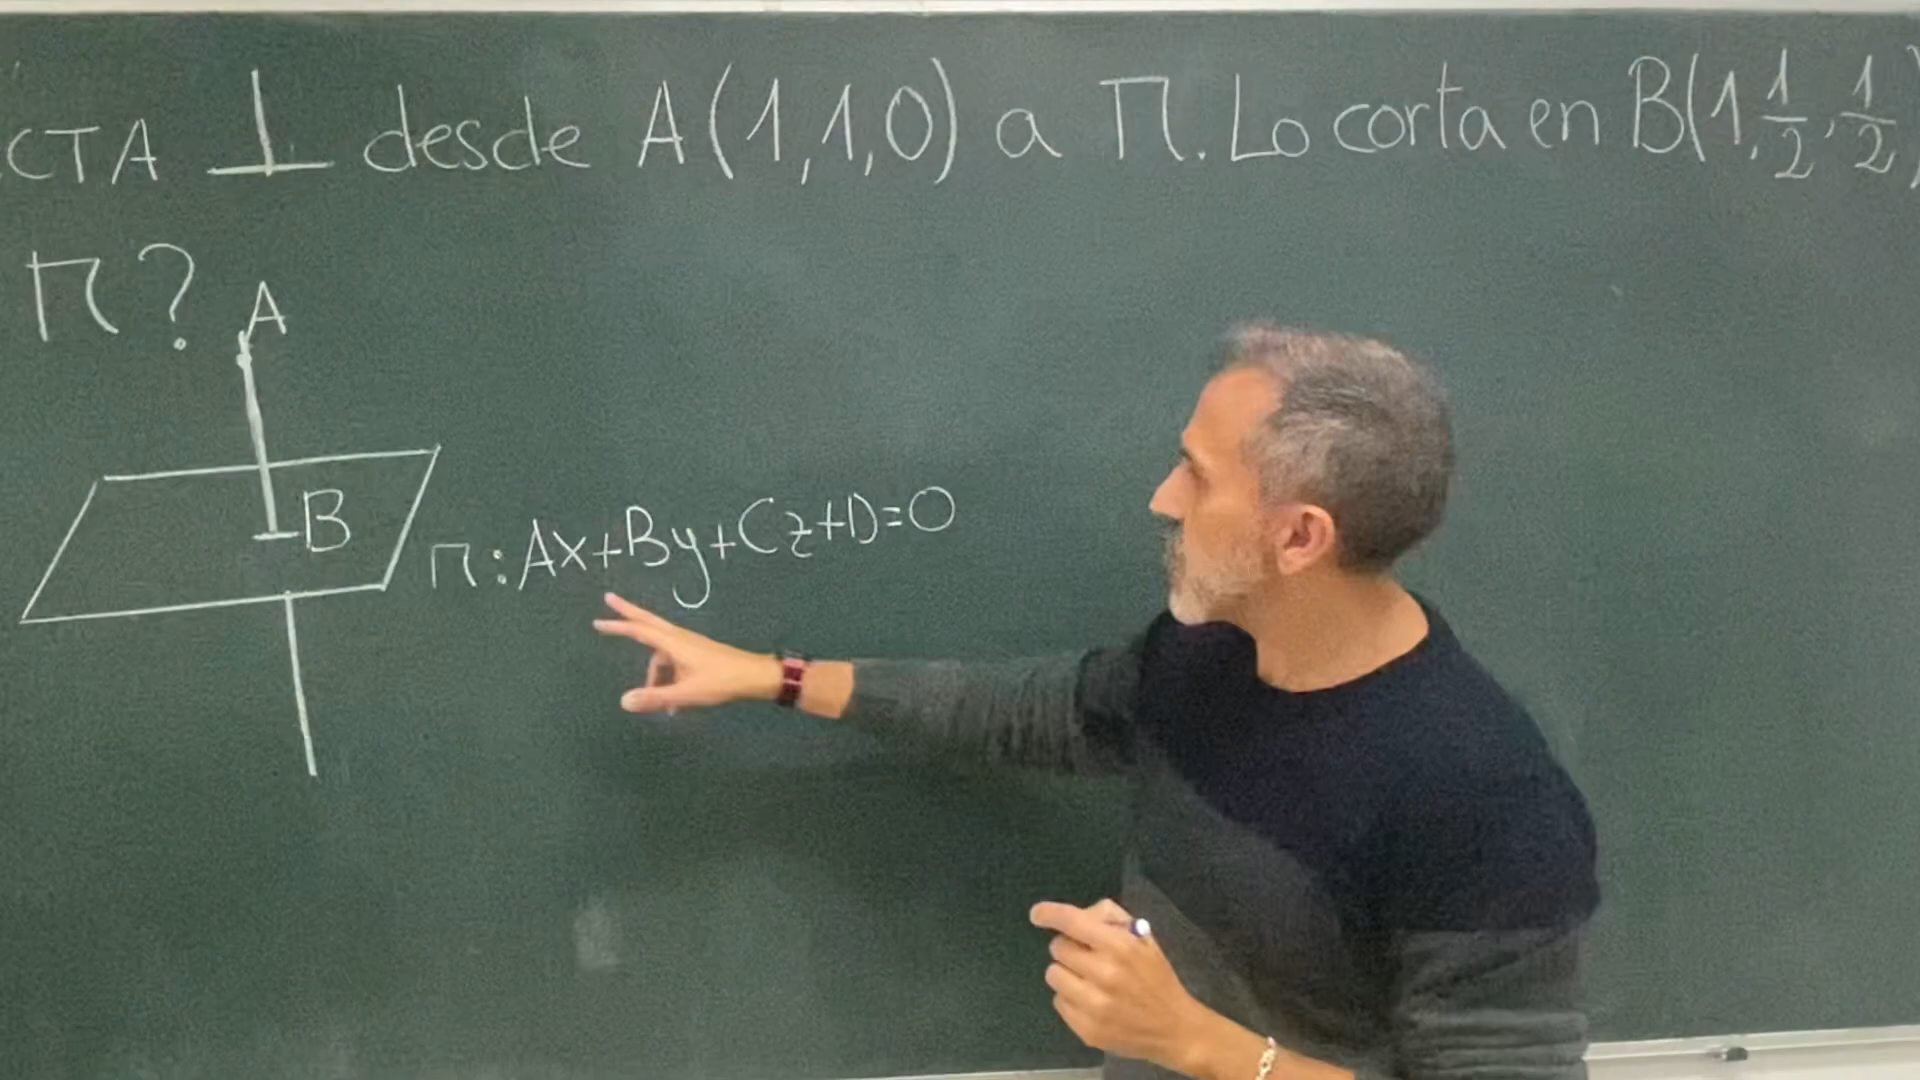 CTA ⊥ desde A(1,1,0) a π. Lo corta en B(1,1/2,1/2)
π?
A
B
π: Ax+By+Cz+D=0